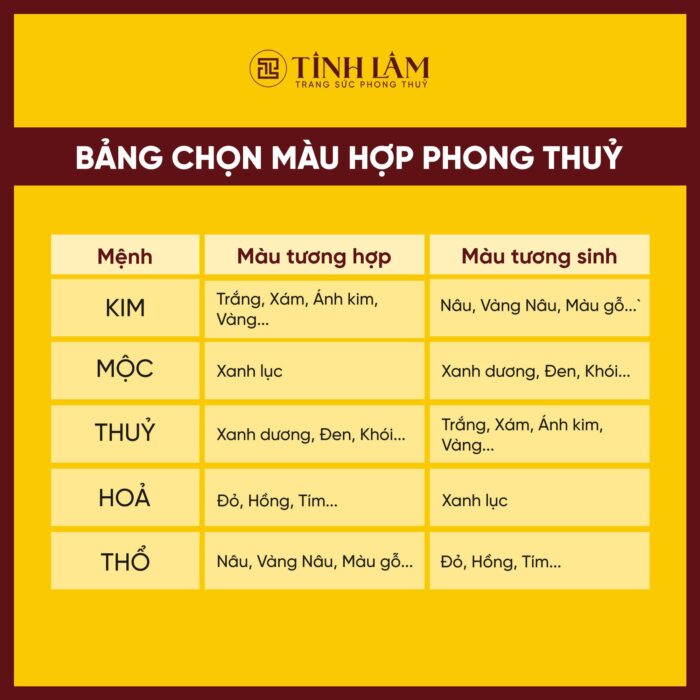 TỊNH LÂM
TRANG SỨC PHONG THUỶ
BẢNG CHỌN MÀU HỢP PHONG THUỶ
Mệnh Màu tương hợp Màu tương sinh
KIM Trắng, Xám, Ánh kim, Vàng... Nâu, Vàng Nâu, Màu gỗ...`
MỘC Xanh lục Xanh dương, Đen, Khói...
THUỶ Xanh dương, Đen, Khói... Trắng, Xám, Ánh kim, Vàng...
HOẢ Đỏ, Hồng, Tím... Xanh lục
THỔ Nâu, Vàng Nâu, Màu gỗ... Đỏ, Hồng, Tím...